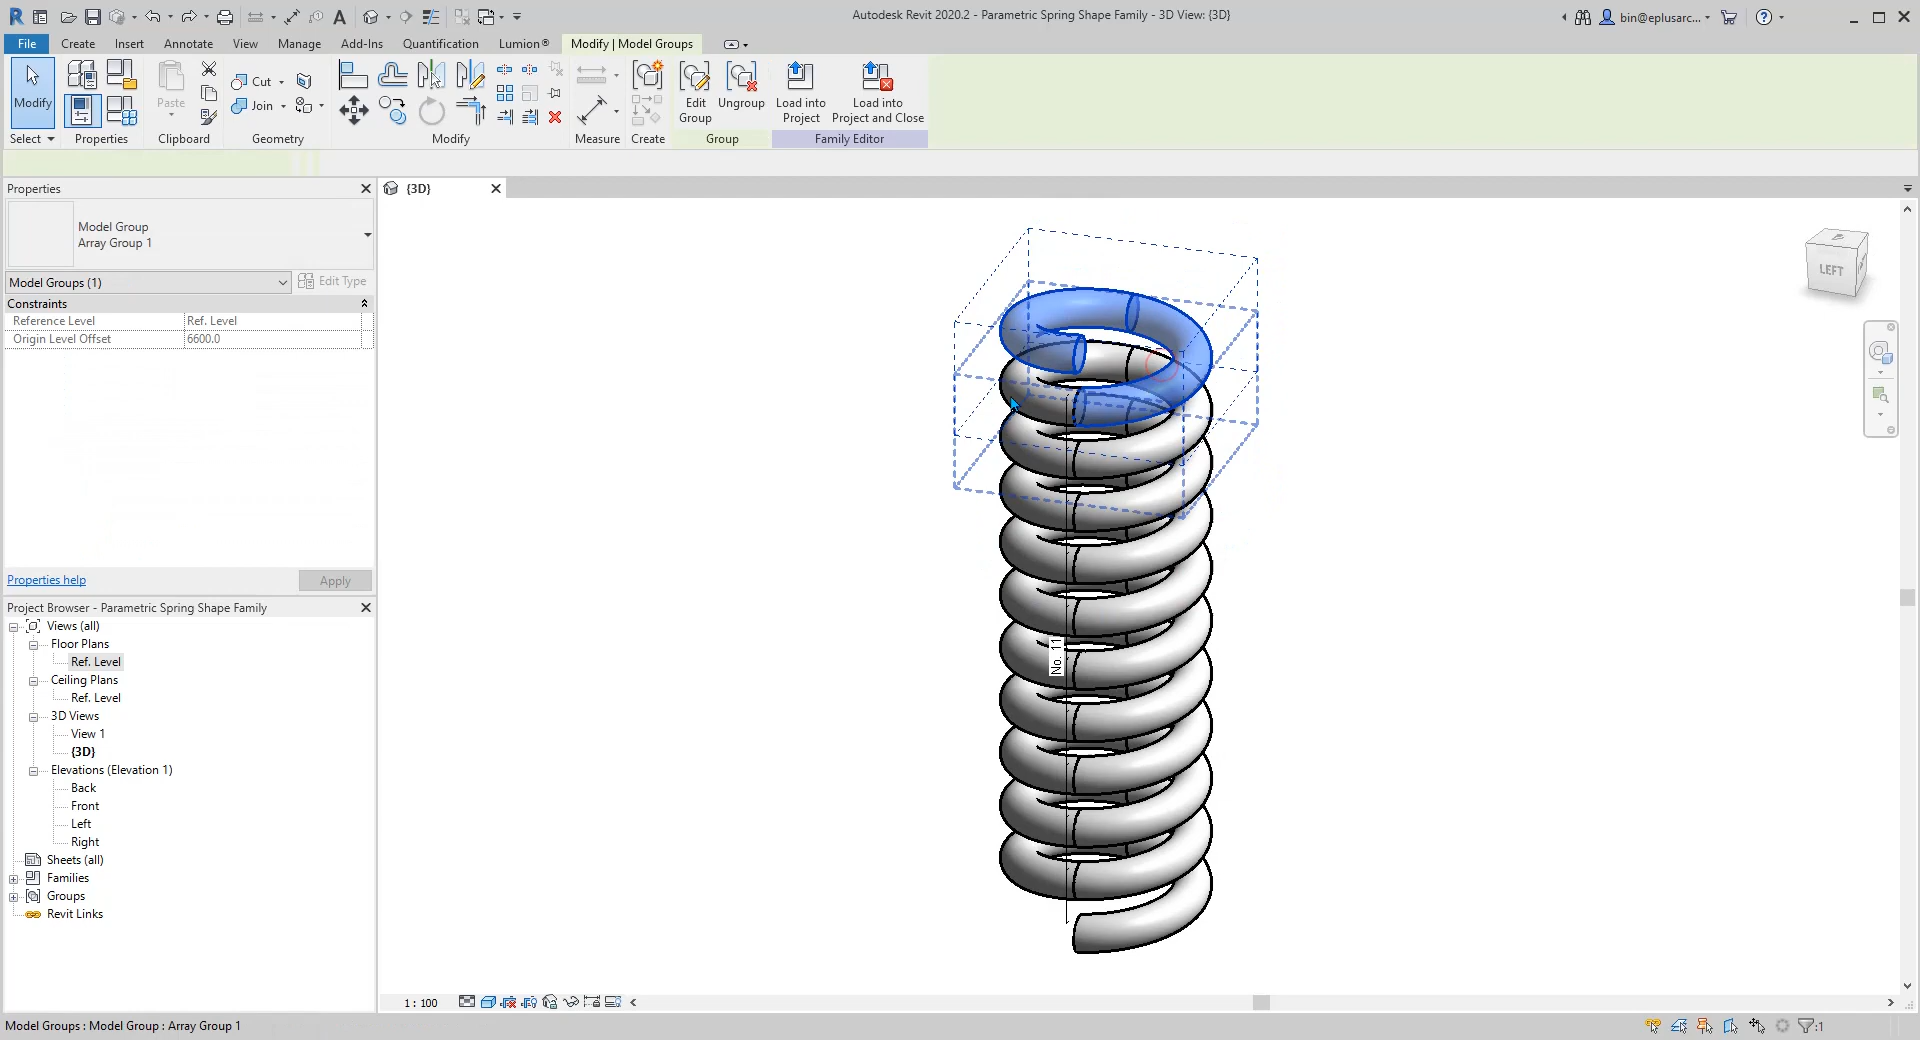 Autodesk Revit 2020.2 - Parametric Spring Shape Family - 3D View: {3D}
bin@eplusarc...
File Create Insert Annotate View Manage Add-Ins Quantification Lumion® Modify | Model Groups
Modify
Paste
Cut
Join
Edit
Group
Ungroup
Load into
Project
Load into
Project and Close
Select Properties Clipboard Geometry Modify Measure Create Group Family Editor
Properties
{3D}
Model Group
Array Group 1
Model Groups (1)
Edit Type
Constraints
Reference Level Ref. Level
Origin Level Offset 6600.0
LEFT
No. 11
Properties help
Apply
Project Browser - Parametric Spring Shape Family
Views (all)
Floor Plans
Ref. Level
Ceiling Plans
Ref. Level
3D Views
View 1
{3D}
Elevations (Elevation 1)
Back
Front
Left
Right
Sheets (all)
Families
Groups
Revit Links
1 : 100
Model Groups : Model Group : Array Group 1
:1